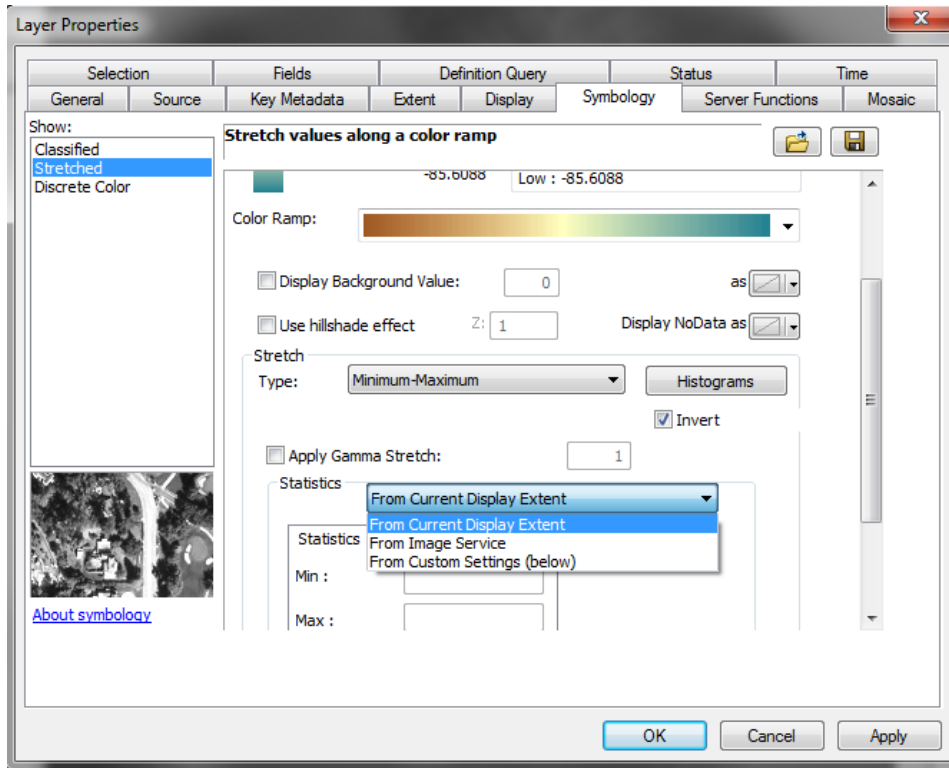 Layer Properties
x
Selection Fields Definition Query Status Time
General Source Key Metadata Extent Display Symbology Server Functions Mosaic
Show:
Classified
Stretched
Discrete Color
About symbology
Stretch values along a color ramp
-85.6088 Low : -85.6088
Color Ramp:
Display Background Value: 0 as
Use hillshade effect Z: 1 Display NoData as
Stretch
Type: Minimum-Maximum Histograms
Invert
Apply Gamma Stretch: 1
Statistics From Current Display Extent
From Current Display Extent
From Image Service
From Custom Settings (below)
Statistics
Min :
Max :
OK Cancel Apply